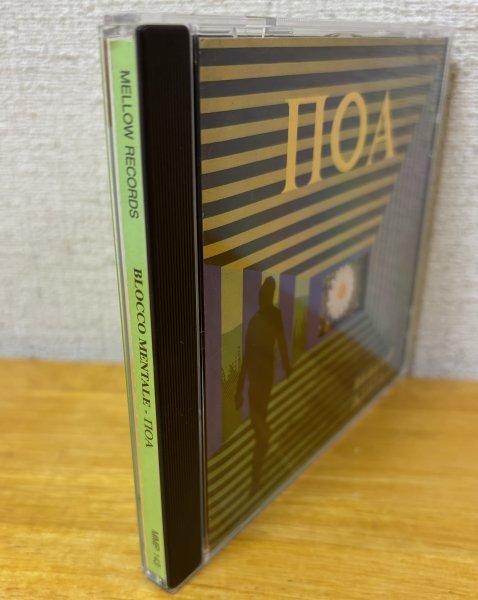 MELLOW RECORDS
BLOCCO MENTALE - ΠΟΑ
ΠΟΑ